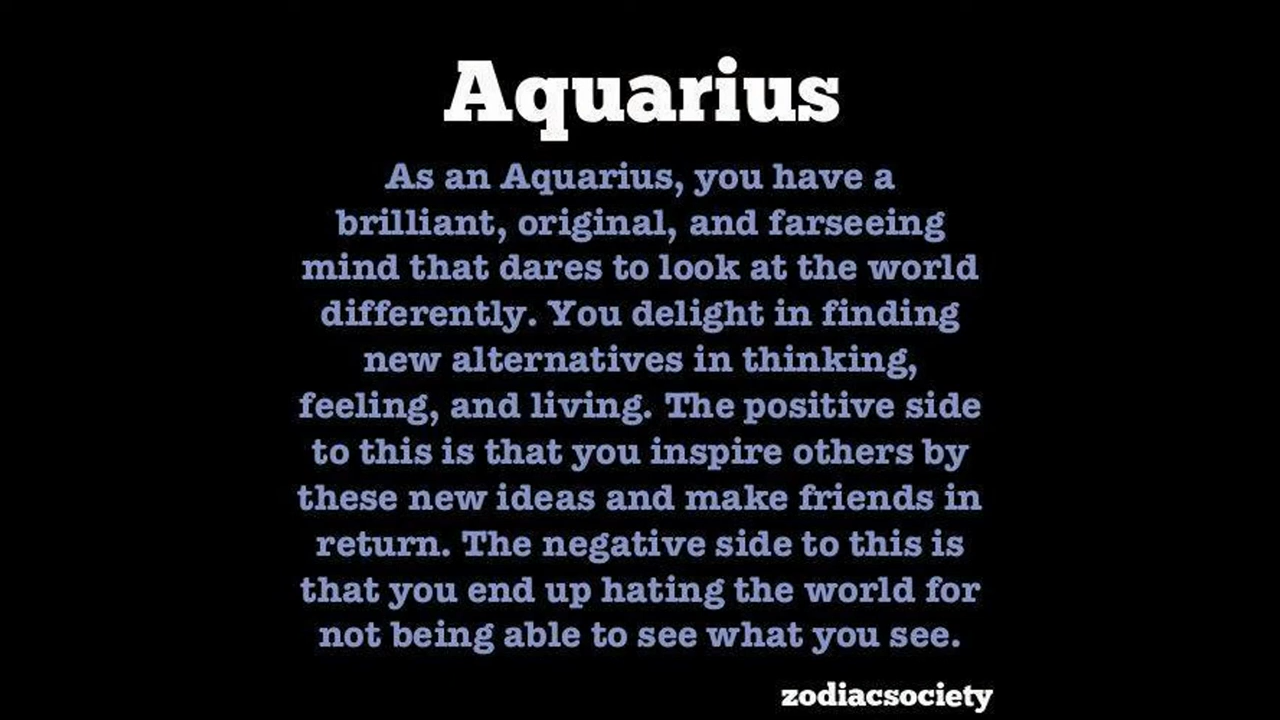 Aquarius
As an Aquarius, you have a
brilliant, original, and farseeing
mind that dares to look at the world
differently. You delight in finding
new alternatives in thinking,
feeling, and living. The positive side
to this is that you inspire others by
these new ideas and make friends in
return. The negative side to this is
that you end up hating the world for
not being able to see what you see.
zodiacsociety